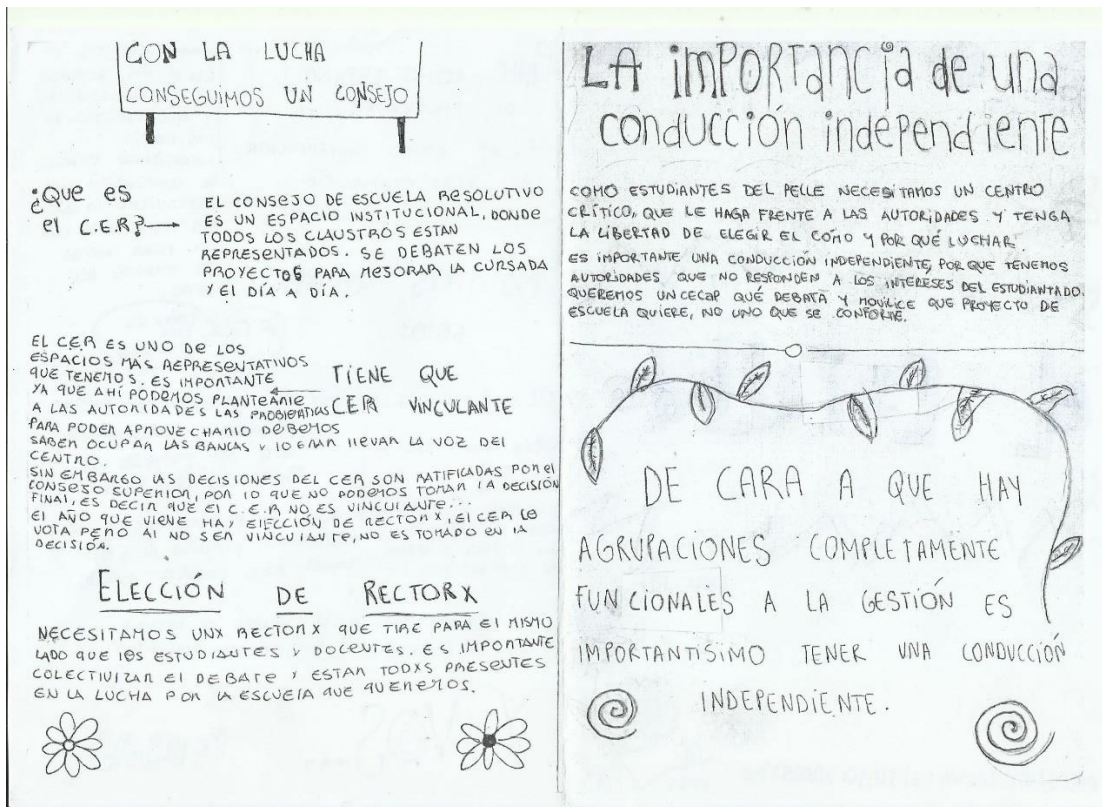 CON LA LUCHA
CONSEGUIMOS UN CONSEJO
¿Que es
el C.E.R?
EL CONSEJO DE ESCUELA RESOLUTIVO
ES UN ESPACIO INSTITUCIONAL, DONDE
TODOS LOS CLAUSTROS ESTAN
REPRESENTADOS. SE DEBATEN LOS
PROYECTOS PARA MEJORAR LA CURSADA
Y El DÍA A DÍA.
EL CER ES UNO DE LOS
ESPACIOS MÁS REPRESENTATIVOS
QUE TENEMOS. ES IMPORTANTE
YA QUE AHÍ PODEMOS PLANTEARlE
A LAS AUTORIDADES LAS PROBlEMATICAS
PARA PODER APROVECHARlO DEBEMOS
SABER OCUPAR LAS BANCAS Y lOGRAR llEVAR LA VOZ DEl
CENTRO.
SIN EMBARGO LAS DECISIONES DEL CER SON RATIFICADAS POR el
CONSEJO SUPERIOR, POR lO QUE NO PODEMOS TOMAR lA DECISIÓN
FINAl, ES DECIR QUE El C.E.R NO ES VINCUlANTE...
El AÑO QUE VIENE HAY ElECCIÓN DE RECTORX, El CER lO
VOTA PERO Al NO SER VINCUlANTE, NO ES TOMADO EN lA
DECISIÓN.
TIENE QUE
CER VINCULANTE
ELECCIÓN DE RECTORX
NECESITAMOS UNX RECTORX QUE TIRE PARA El MISMO
LADO QUE lOS ESTUDIANTES Y DOCENTES. ES IMPORTANTE
COLECTIVIZAR El DEBATE Y ESTAR TODXS PRESENTES
EN LA LUCHA POR lA ESCUElA QUE QUEREMOS.
LA imPORTANCia de una
conducción independiente
COMO ESTUDIANTES DEL PELLE NECESITAMOS UN CENTRO
CRÍTICO, QUE LE HAGA FRENTE A LAS AUTORIDADES Y TENGA
LA LIBERTAD DE ELEGIR EL CÓMO Y POR QUÉ LUCHAR.
ES IMPORTANTE UNA CONDUCCIÓN INDEPENDIENTE, POR QUE TENEMOS
AUTORIDADES QUE NO RESPONDEN A LOS INTERESES DEL ESTUDIANTADO.
QUEREMOS UN CECAP QUÉ DEBATA Y MOVILICE QUE PROYECTO DE
ESCUELA QUIERE, NO UNO QUE SE CONFORME.
DE CARA A QUE HAY
AGRUPACIONES COMPLETAMENTE
FUNCIONALES A LA GESTIÓN ES
IMPORTANTÍSIMO TENER UNA CONDUCCIÓN
INDEPENDIENTE.